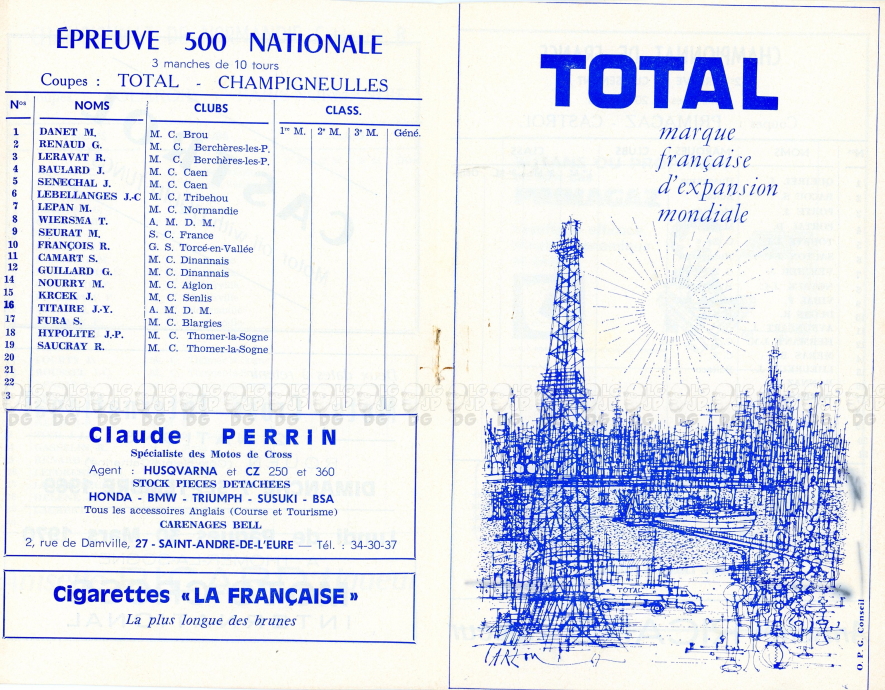 ÉPREUVE 500 NATIONALE
3 manches de 10 tours
Coupes : TOTAL - CHAMPIGNEULLES
Nos NOMS CLUBS CLASS.
1re M. 2e M. 3e M. Géné.
1 DANET M. M. C. Brou
2 RENAUD G. M. C. Berchères-les-P.
3 LERAVAT R. M. C. Berchères-les-P.
4 BAULARD J. M. C. Caen
5 SENECHAL J. M. C. Caen
6 LEBELLANGES J.-C M. C. Tribehou
7 LEPAN M. M. C. Normandie
8 WIERSMA T. A. M. D. M.
9 SEURAT M. S. C. France
10 FRANÇOIS R. G. S. Torcé-en-Vallée
11 CAMART S. M. C. Dinannais
12 GUILLARD G. M. C. Dinannais
14 NOURRY M. M. C. Aiglon
15 KRCEK J. M. C. Senlis
16 TITAIRE J.-Y. A. M. D. M.
17 FURA S. M. C. Blargies
18 HYPOLITE J.-P. M. C. Thomer-la-Sogne
19 SAUCRAY R. M. C. Thomer-la-Sogne
20
21
22
23
Claude PERRIN
Spécialiste des Motos de Cross
Agent : HUSQVARNA et CZ 250 et 360
STOCK PIECES DETACHEES
HONDA - BMW - TRIUMPH - SUSUKI - BSA
Tous les accessoires Anglais (Course et Tourisme)
CARENAGES BELL
2, rue de Damville, 27 - SAINT-ANDRE-DE-L'EURE — Tél. : 34-30-37
Cigarettes « LA FRANÇAISE »
La plus longue des brunes
TOTAL
marque
française
d'expansion
mondiale
TOTAL
TARZON 67
O. P. G. Conseil